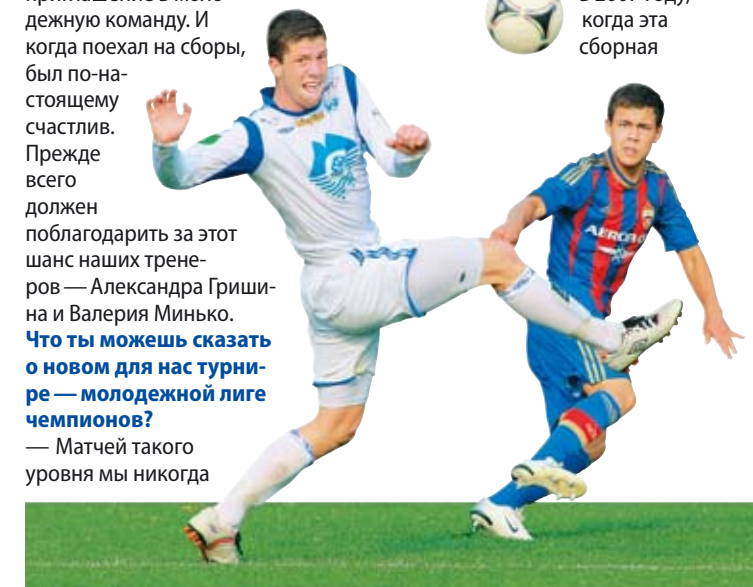 дежную команду. И
когда поехал на сборы,
был по-на-
стоящему
счастлив.
Прежде
всего
должен
поблагодарить за этот
шанс наших трене-
ров — Александра Гриши-
на и Валерия Минько.
Что ты можешь сказать
о новом для нас турни-
ре — молодежной лиге
чемпионов?
— Матчей такого
уровня мы никогда
когда эта
сборная